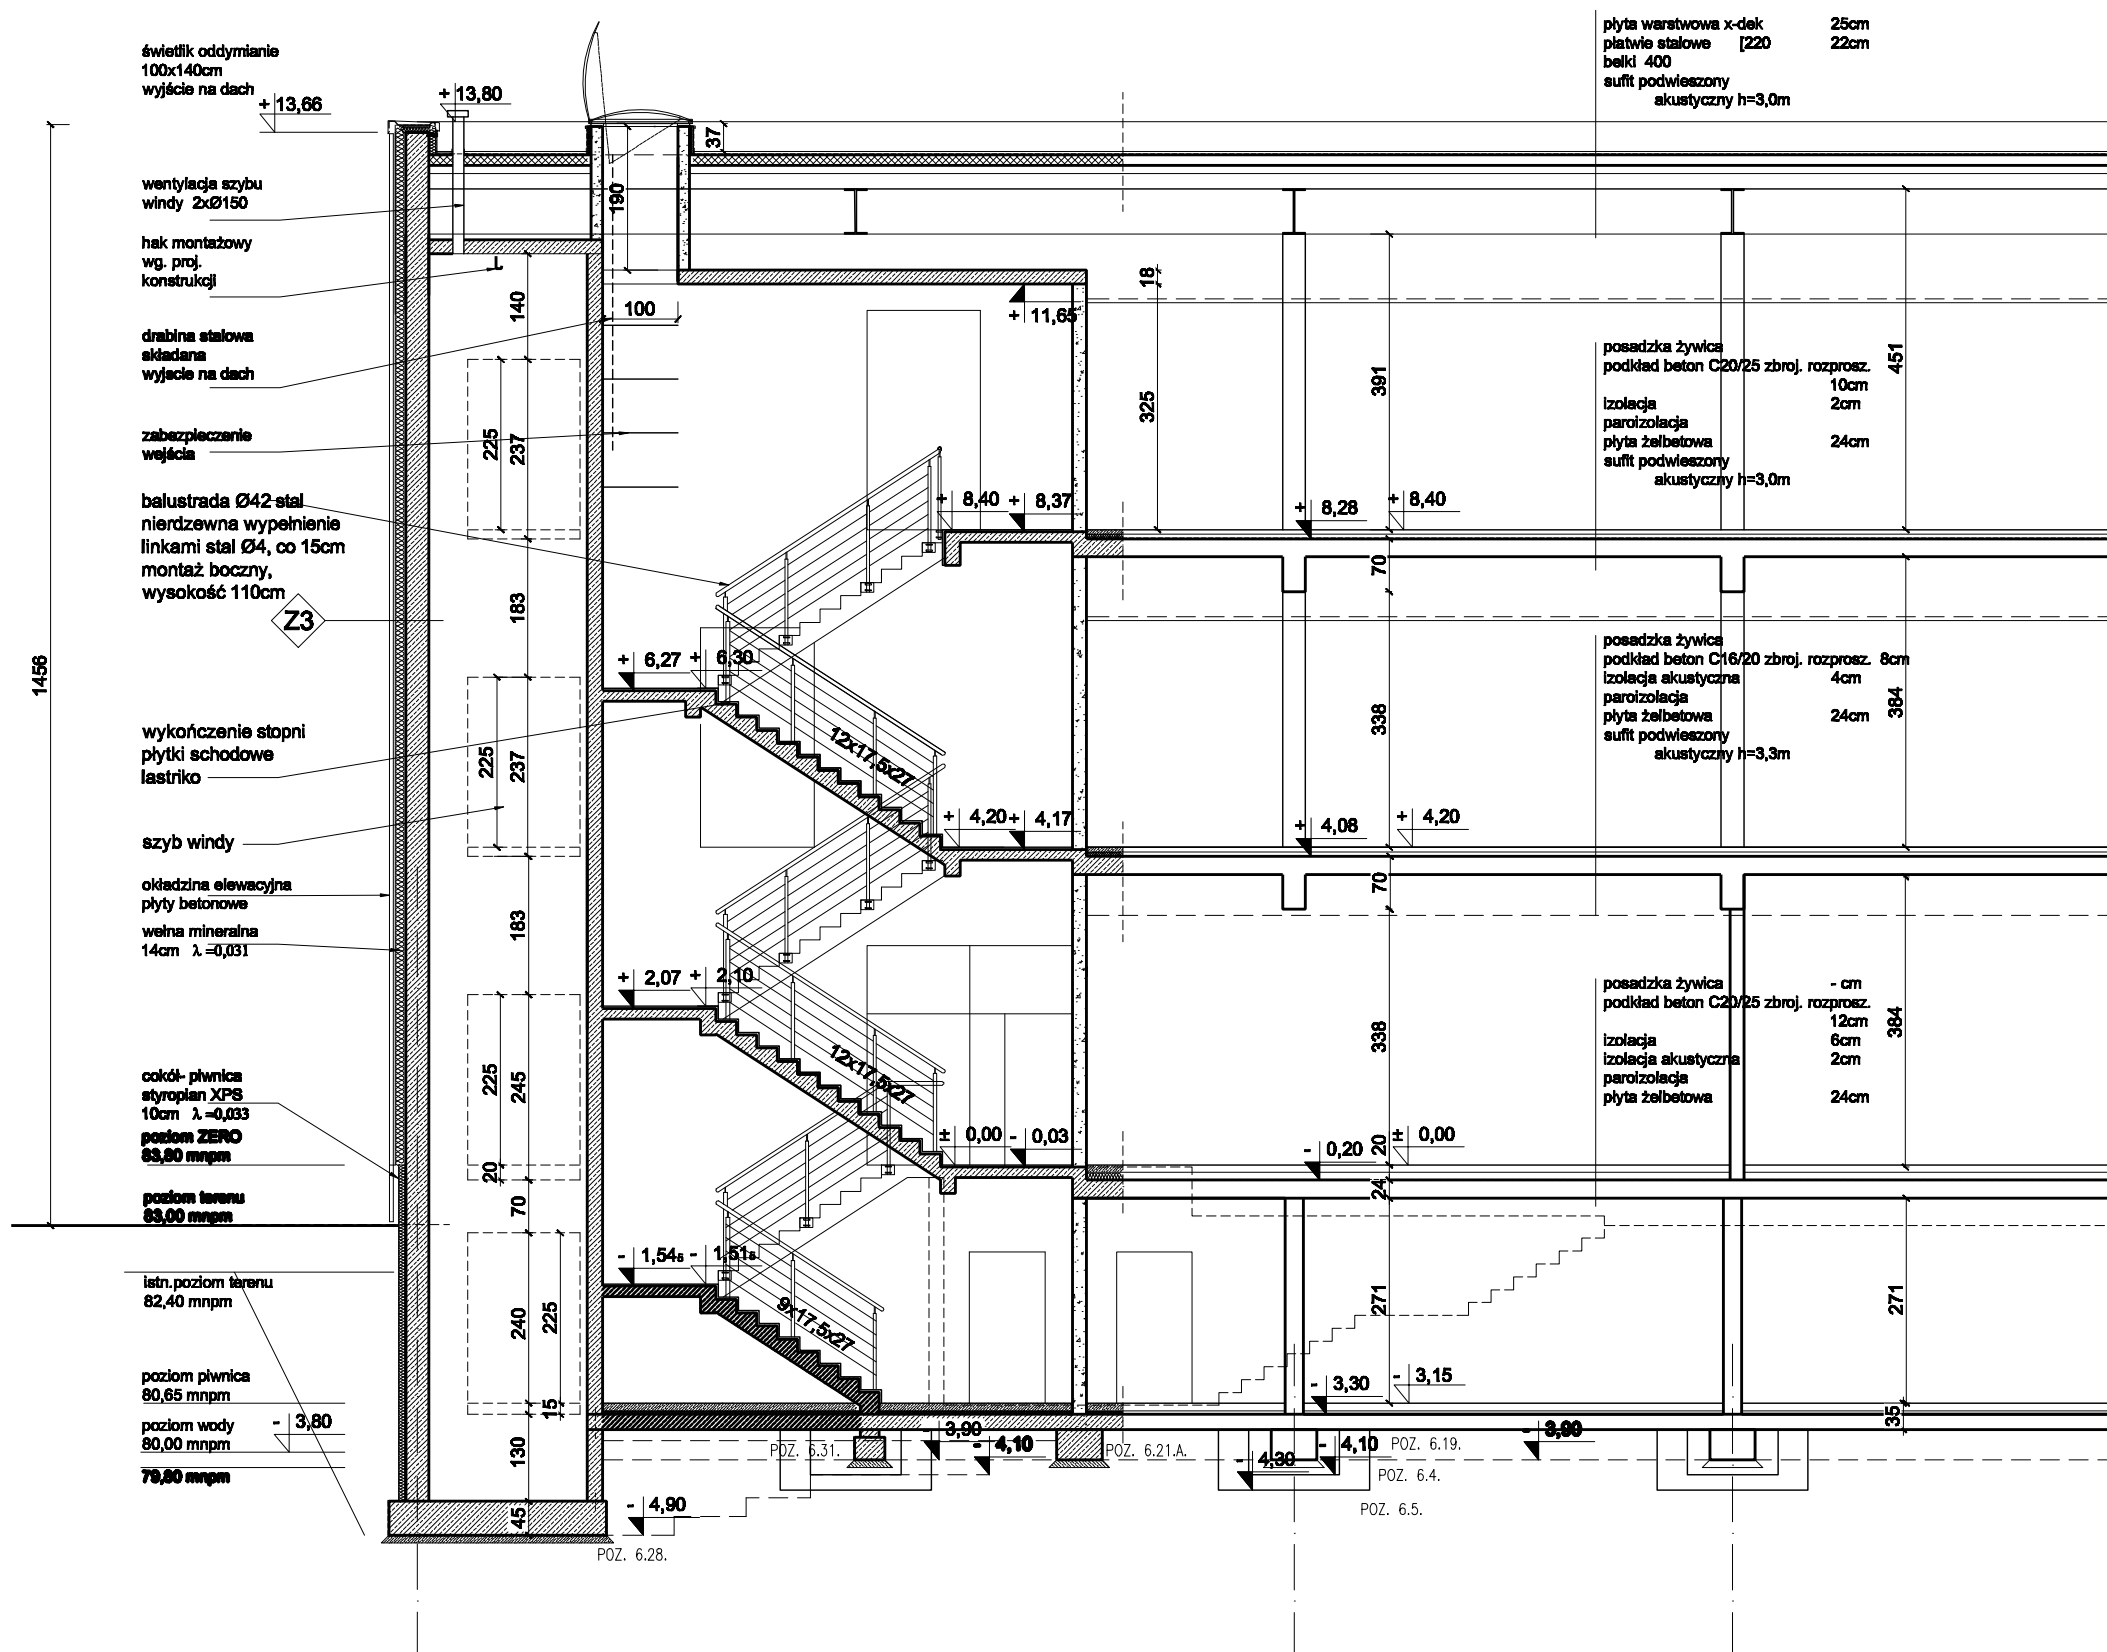 świetlik oddymianie
100x140cm
wyjście na dach
+ 13,66
+ 13,80
wentylacja szybu
windy 2xØ150
hak montażowy
wg. proj.
konstrukcji
drabina stalowa
składana
wyjscie na dach
zabezpieczenie
wejścia
balustrada Ø42 stal
nierdzewna wypełnienie
linkami stal Ø4, co 15cm
montaż boczny,
wysokość 110cm
Z3
1456
wykończenie stopni
płytki schodowe
lastriko
szyb windy
okładzina elewacyjna
płyty betonowe
wełna mineralna
14cm λ =0,031
cokół- piwnica
styropian XPS
10cm λ =0,033
poziom ZERO
83,80 mnpm
poziom terenu
83,00 mnpm
istn.poziom terenu
82,40 mnpm
poziom piwnica
80,65 mnpm
poziom wody
80,00 mnpm
- 3,80
79,80 mnpm
140
225
237
183
225
237
183
225
245
20
70
240
225
15
130
45
190
37
100
+ 11,65
18
325
+ 8,40
+ 8,37
+ 6,27
+ 6,30
12x17,5x27
+ 4,20
+ 4,17
+ 2,07
+ 2,10
12x17,5x27
± 0,00
- 0,03
- 1,54₅
- 1,51₅
9x17,5x27
- 3,90
- 4,10
- 4,90
POZ. 6.28.
POZ. 6.31.
POZ. 6.21.A.
- 4,30
- 4,10
POZ. 6.19.
POZ. 6.4.
POZ. 6.5.
- 3,90
391
+ 8,28
+ 8,40
70
338
+ 4,08
+ 4,20
70
338
- 0,20
± 0,00
20
24
271
- 3,30
- 3,15
451
384
384
271
35
płyta warstwowa x-dek 25cm
płatwie stalowe [220 22cm
belki 400
sufit podwieszony
akustyczny h=3,0m
posadzka żywica
podkład beton C20/25 zbroj. rozprosz.
10cm
izolacja 2cm
paroizolacja
płyta żelbetowa 24cm
sufit podwieszony
akustyczny h=3,0m
posadzka żywica
podkład beton C16/20 zbroj. rozprosz. 8cm
izolacja akustyczna 4cm
paroizolacja
płyta żelbetowa 24cm
sufit podwieszony
akustyczny h=3,3m
posadzka żywica - cm
podkład beton C20/25 zbroj. rozprosz.
12cm
izolacja 6cm
izolacja akustyczna 2cm
paroizolacja
płyta żelbetowa 24cm